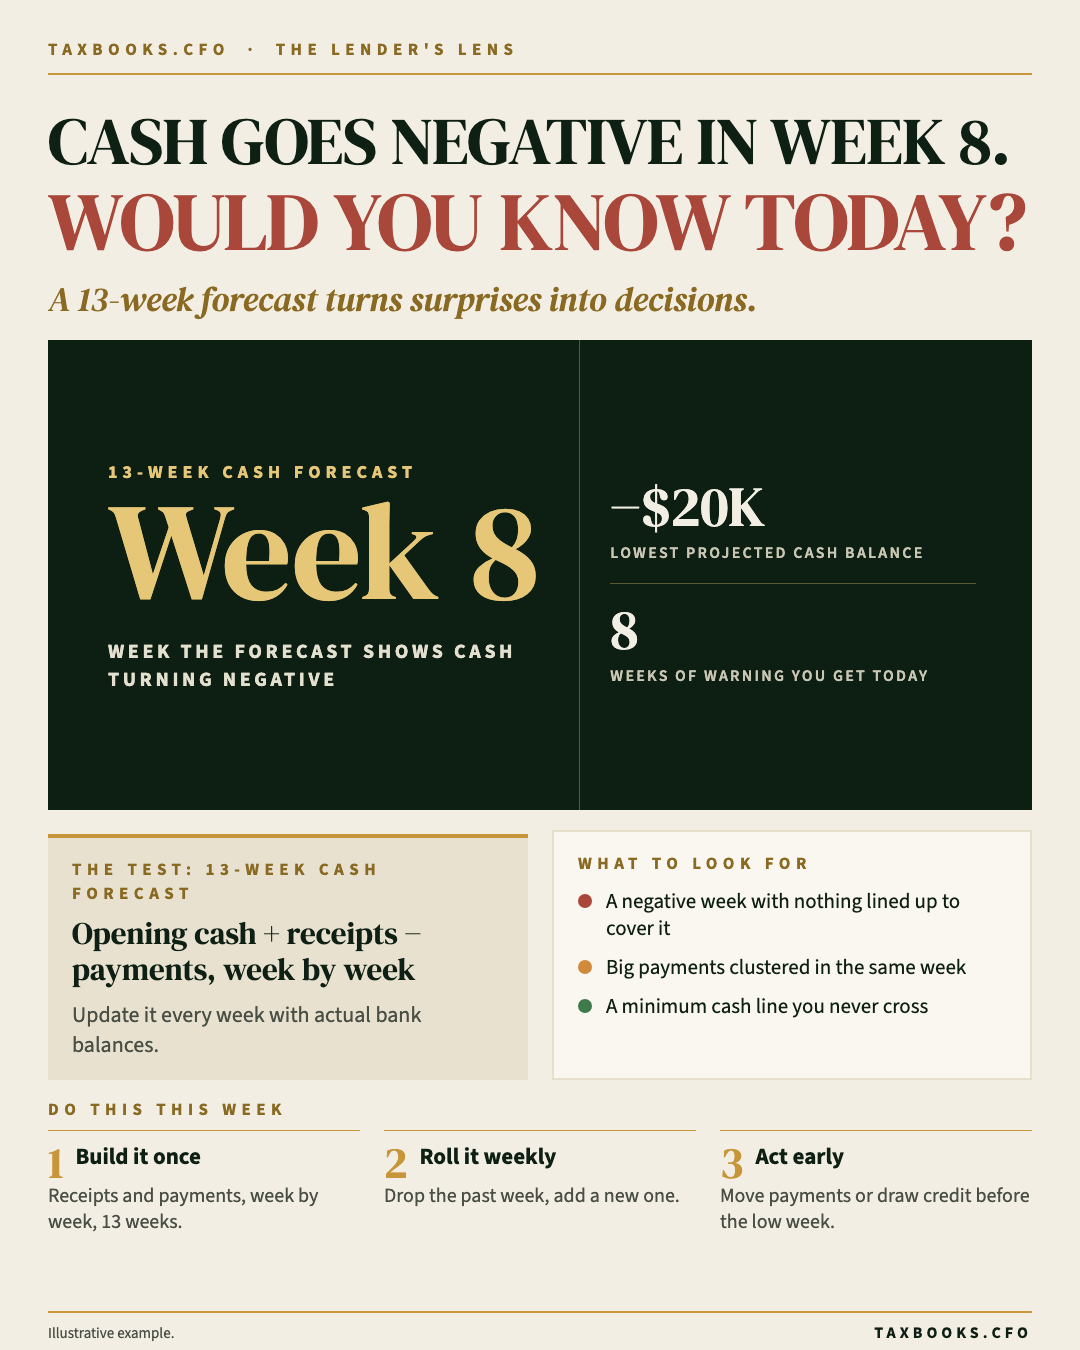 TAXBOOKS.CFO · THE LENDER'S LENS
CASH GOES NEGATIVE IN WEEK 8.
WOULD YOU KNOW TODAY?
A 13-week forecast turns surprises into decisions.
13-WEEK CASH FORECAST
Week 8
WEEK THE FORECAST SHOWS CASH
TURNING NEGATIVE
−$20K
LOWEST PROJECTED CASH BALANCE
8
WEEKS OF WARNING YOU GET TODAY
THE TEST: 13-WEEK CASH
FORECAST
Opening cash + receipts −
payments, week by week
Update it every week with actual bank
balances.
WHAT TO LOOK FOR
A negative week with nothing lined up to
cover it
Big payments clustered in the same week
A minimum cash line you never cross
DO THIS THIS WEEK
1 Build it once
Receipts and payments, week by
week, 13 weeks.
2 Roll it weekly
Drop the past week, add a new one.
3 Act early
Move payments or draw credit before
the low week.
Illustrative example.
TAXBOOKS.CFO